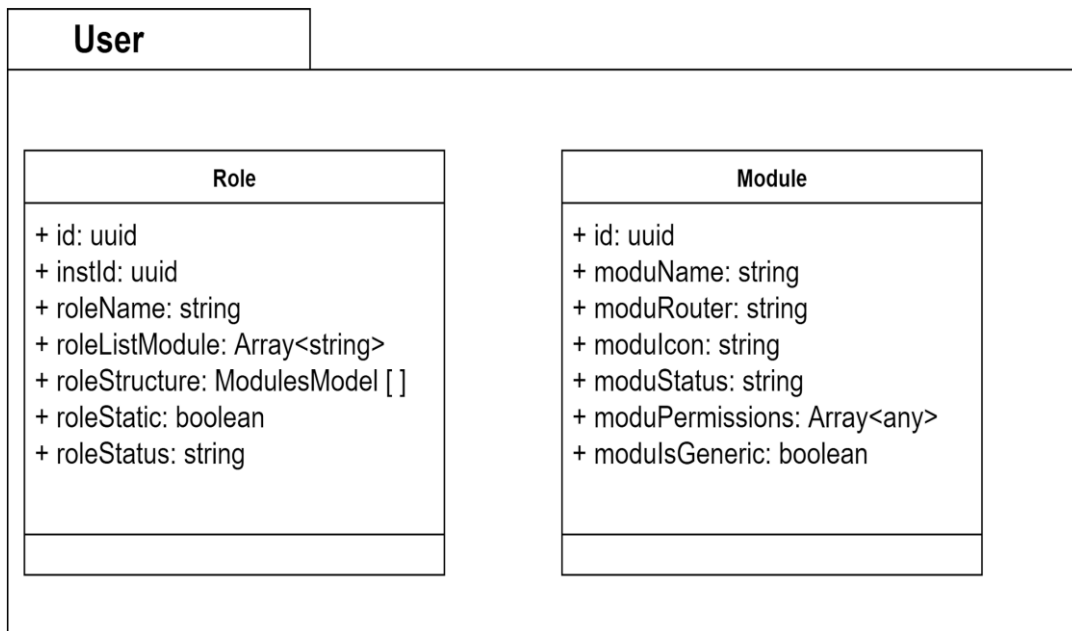 User
Role
+ id: uuid
+ instId: uuid
+ roleName: string
+ roleListModule: Array<string>
+ roleStructure: ModulesModel [ ]
+ roleStatic: boolean
+ roleStatus: string
Module
+ id: uuid
+ moduName: string
+ moduRouter: string
+ moduIcon: string
+ moduStatus: string
+ moduPermissions: Array<any>
+ moduIsGeneric: boolean